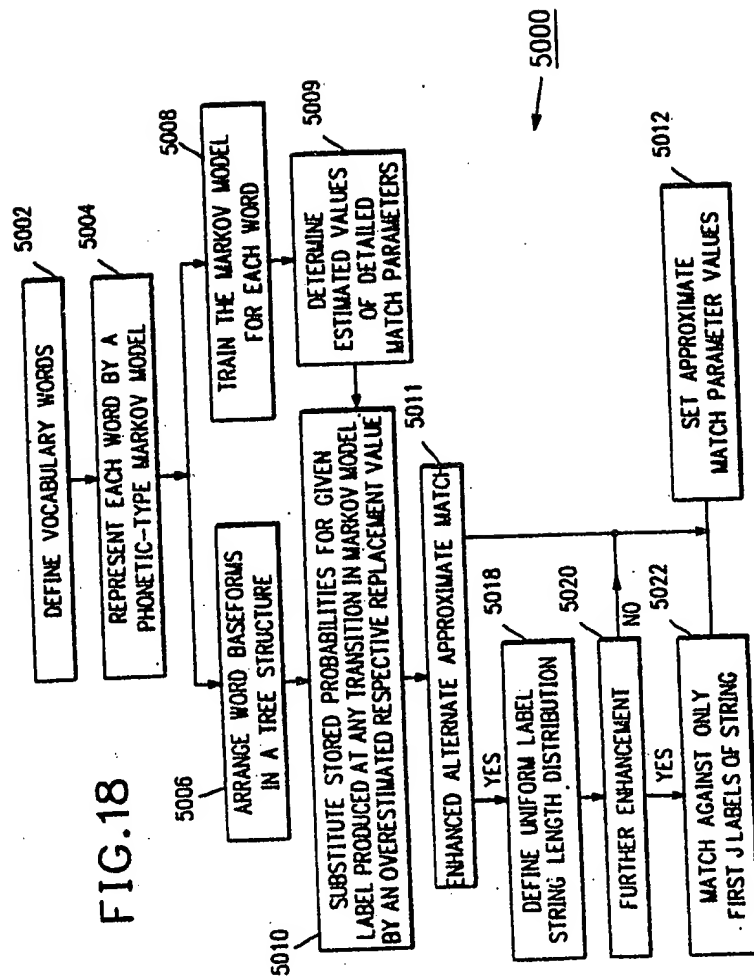 FIG.18
5002
DEFINE VOCABULARY WORDS
5004
REPRESENT EACH WORD BY A
PHONETIC-TYPE MARKOV MODEL
5006
ARRANGE WORD BASEFORMS
IN A TREE STRUCTURE
5008
TRAIN THE MARKOV MODEL
FOR EACH WORD
5009
DETERMINE
ESTIMATED VALUES
OF DETAILED
MATCH PARAMETERS
5010
SUBSTITUTE STORED PROBABILITIES FOR GIVEN
LABEL PRODUCED AT ANY TRANSITION IN MARKOV MODEL
BY AN OVERESTIMATED RESPECTIVE REPLACEMENT VALUE
5011
ENHANCED ALTERNATE APPROXIMATE MATCH
YES
5018
DEFINE UNIFORM LABEL
STRING LENGTH DISTRIBUTION
5020
FURTHER ENHANCEMENT
NO
YES
5022
MATCH AGAINST ONLY
FIRST J LABELS OF STRING
5012
SET APPROXIMATE
MATCH PARAMETER VALUES
5000